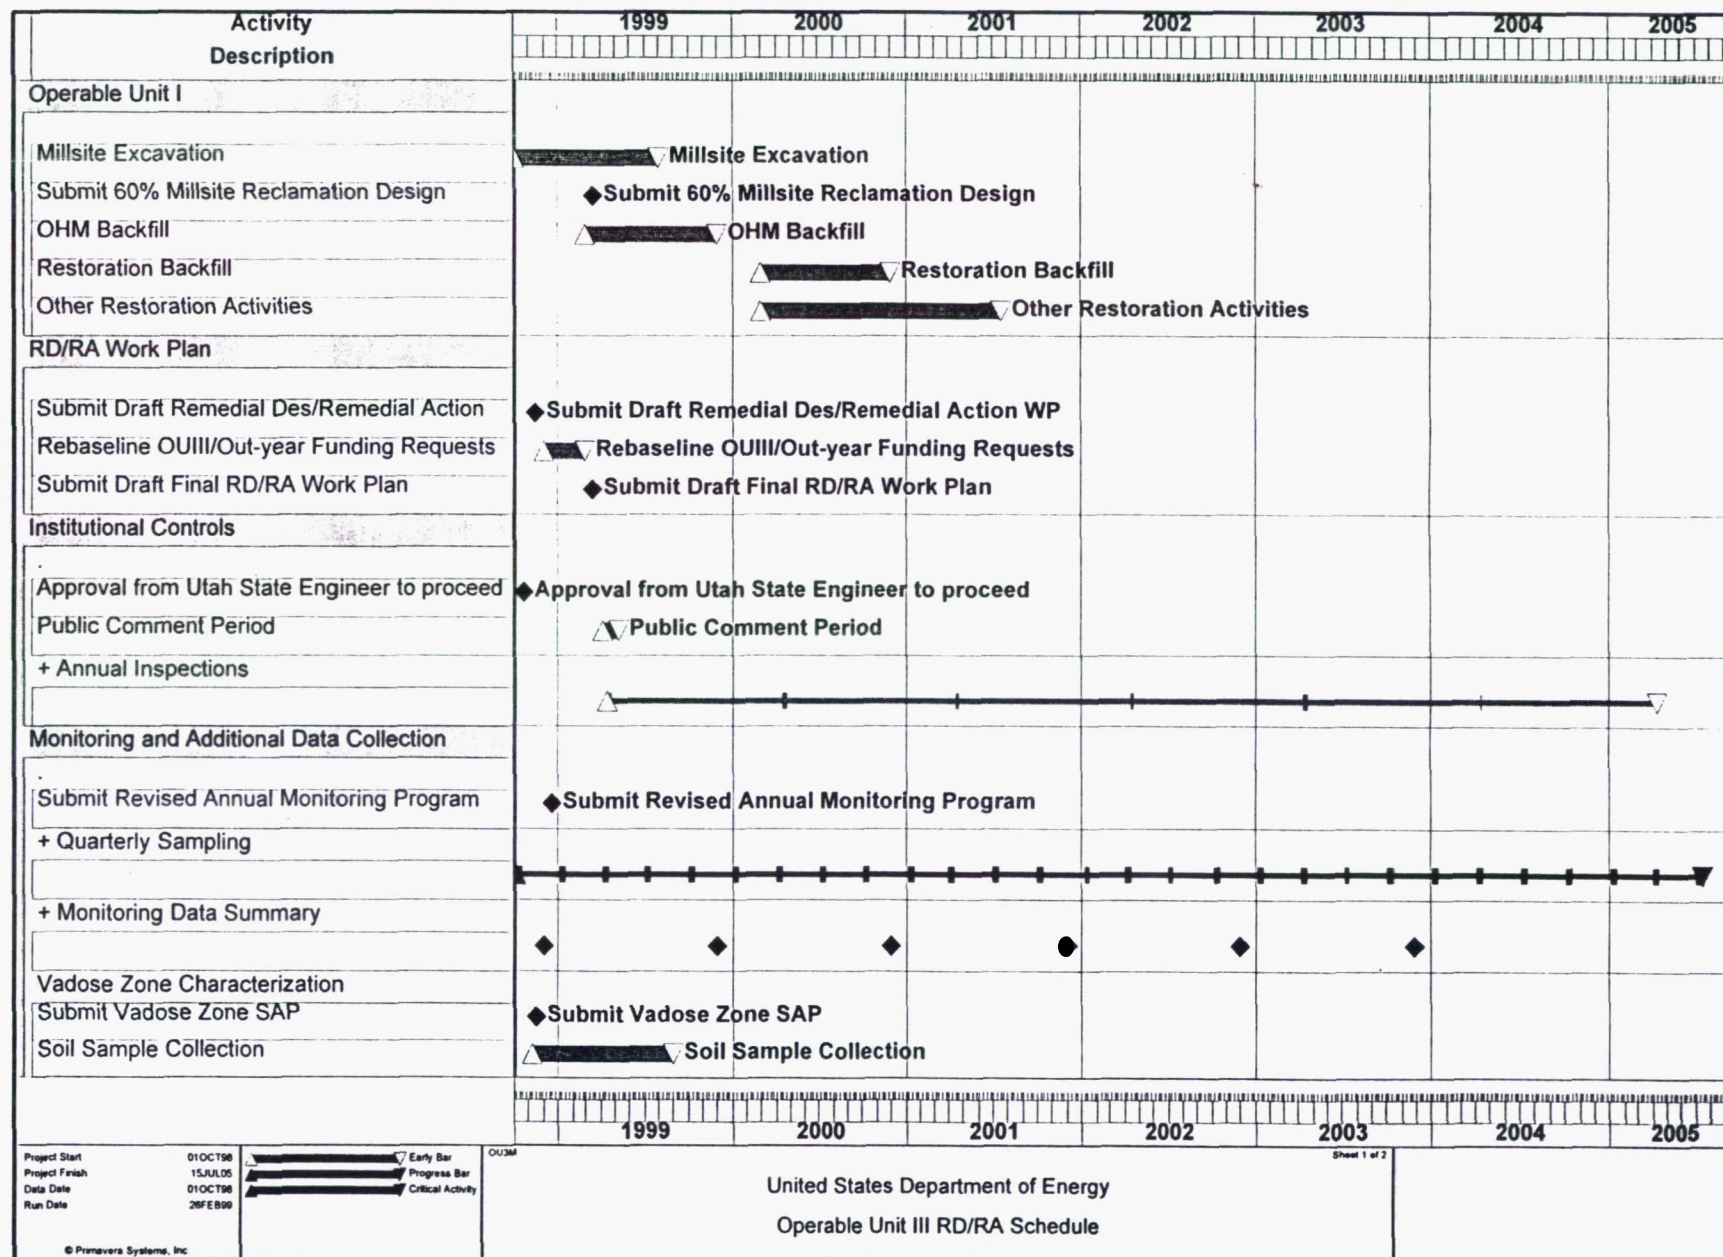 Activity
Description
1999 2000 2001 2002 2003 2004 2005
Operable Unit I
Millsite Excavation Millsite Excavation
Submit 60% Millsite Reclamation Design Submit 60% Millsite Reclamation Design
OHM Backfill OHM Backfill
Restoration Backfill Restoration Backfill
Other Restoration Activities Other Restoration Activities
RD/RA Work Plan
Submit Draft Remedial Des/Remedial Action Submit Draft Remedial Des/Remedial Action WP
Rebaseline OUIII/Out-year Funding Requests Rebaseline OUIII/Out-year Funding Requests
Submit Draft Final RD/RA Work Plan Submit Draft Final RD/RA Work Plan
Institutional Controls
Approval from Utah State Engineer to proceed Approval from Utah State Engineer to proceed
Public Comment Period Public Comment Period
+ Annual Inspections
Monitoring and Additional Data Collection
Submit Revised Annual Monitoring Program Submit Revised Annual Monitoring Program
+ Quarterly Sampling
+ Monitoring Data Summary
Vadose Zone Characterization
Submit Vadose Zone SAP Submit Vadose Zone SAP
Soil Sample Collection Soil Sample Collection
1999 2000 2001 2002 2003 2004 2005
Project Start 01OCT98 Early Bar
Project Finish 15JUL05 Progress Bar
Data Date 01OCT98 Critical Activity
Run Date 26FEB99
© Primavera Systems, Inc
OU3M
Sheet 1 of 2
United States Department of Energy
Operable Unit III RD/RA Schedule